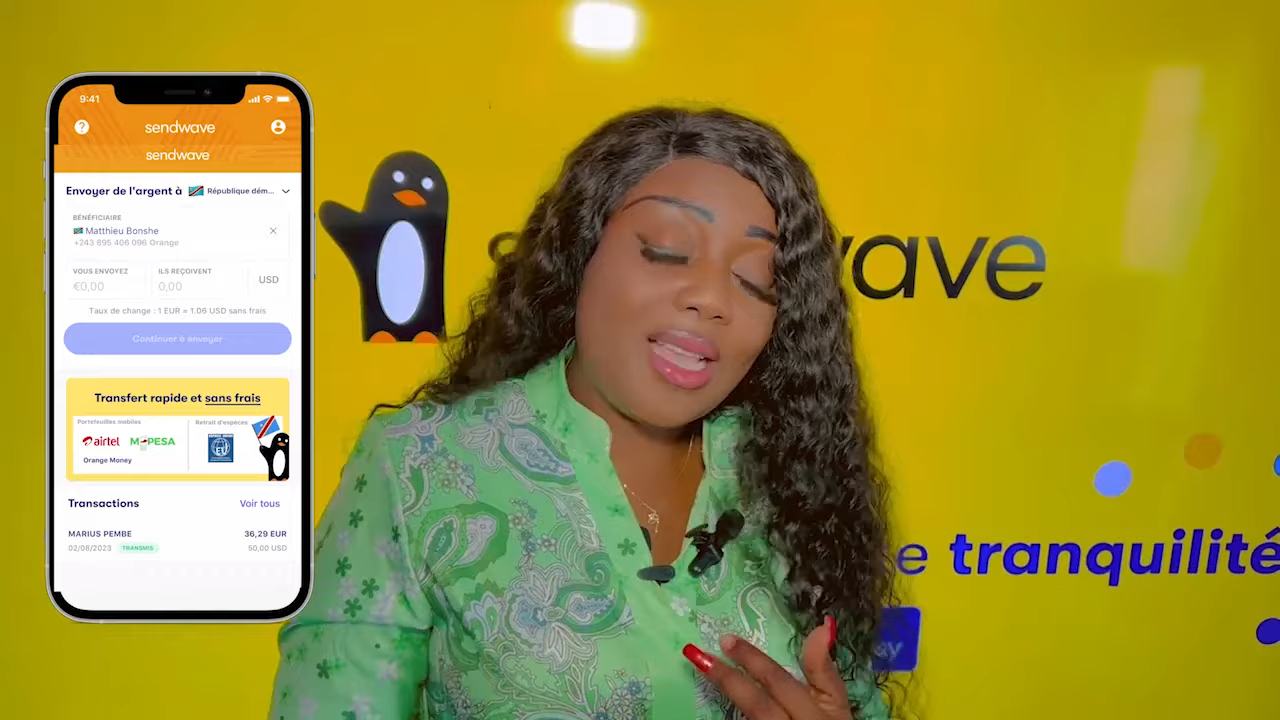 9:41
sendwave
sendwave
Envoyer de l'argent à République dém...
BÉNÉFICIAIRE
Matthieu Bonshe
+243 895 406 096 Orange
VOUS ENVOYEZ
€0,00
ILS REÇOIVENT
0,00
USD
Taux de change : 1 EUR = 1.06 USD sans frais
Continuer à envoyer
Transfert rapide et sans frais
Portefeuilles mobiles
airtel
M-PESA
Orange Money
Retrait d'espèces
Transactions
Voir tous
MARIUS PEMBE
36,29 EUR
02/08/2023
TRANSMIS
50,00 USD
s wave
e tranquilité
ay